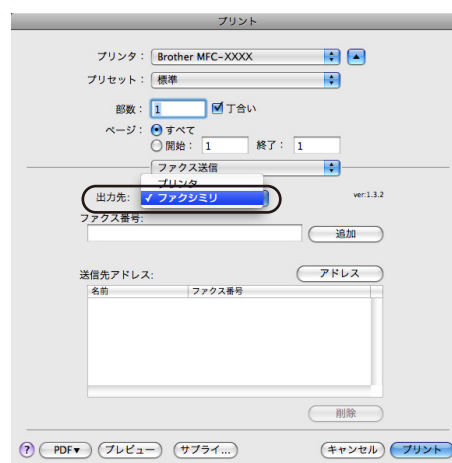 プリント
プリンタ： Brother MFC-XXXX
プリセット： 標準
部数： 1 丁合い
ページ： すべて
開始： 1 終了： 1
ファクス送信
プリンタ
出力先: ✓ ファクシミリ ver:1.3.2
ファクス番号:
追加
送信先アドレス: アドレス
名前 ファクス番号
削除
? PDF▼ プレビュー サプライ... キャンセル プリント